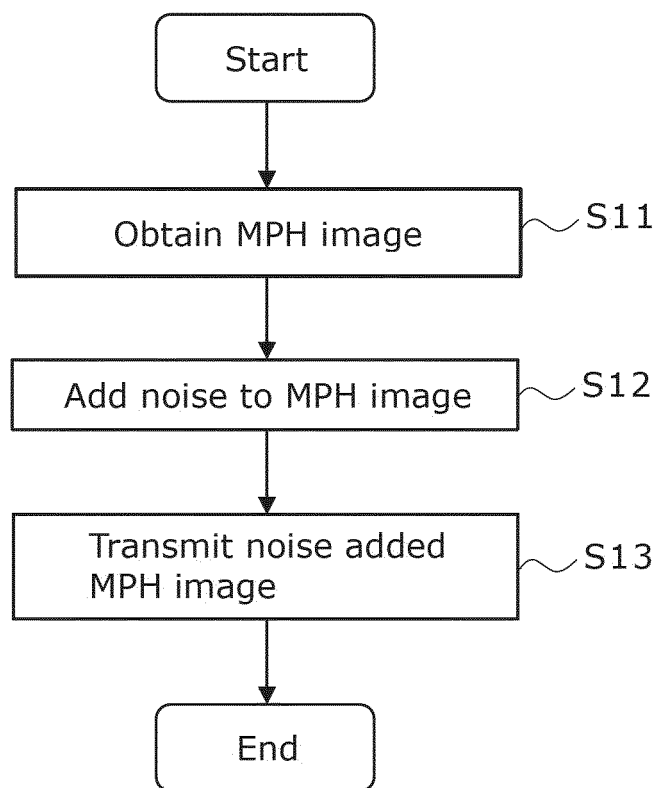 Start
Obtain MPH image
S11
Add noise to MPH image
S12
Transmit noise added
MPH image
S13
End